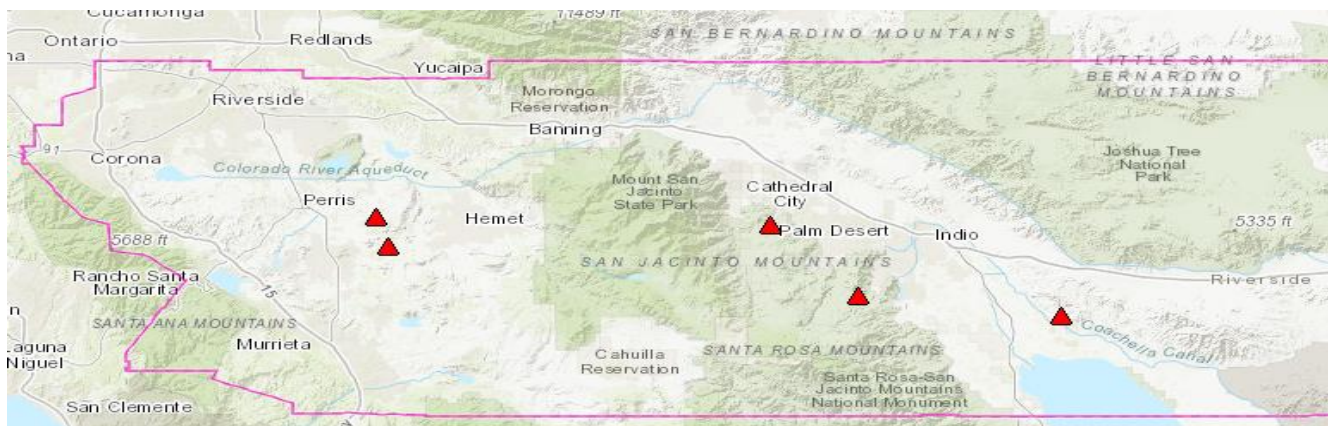 Cucamonga
11489 ft
Ontario
Redlands
SAN BERNARDINO MOUNTAINS
na
Yucaipa
LITTLE SAN
BERNARDINO
MOUNTAINS
Riverside
Morongo
Reservation
Banning
91
Corona
Colorado River Aqueduct
Joshua Tree
National
Park
Mount San
Jacinto
State Park
Cathedral
City
Perris
Hemet
5335 ft
5688 ft
Palm Desert
Indio
SAN JACINTO MOUNTAINS
Rancho Santa
Margarita
15
Riverside
n
SANTA ANA MOUNTAINS
Coachella Canal
Laguna
Niguel
Murrieta
Cahuilla
Reservation
SANTA ROSA MOUNTAINS
Santa Rosa-San
Jacinto Mountains
National Monument
San Clemente